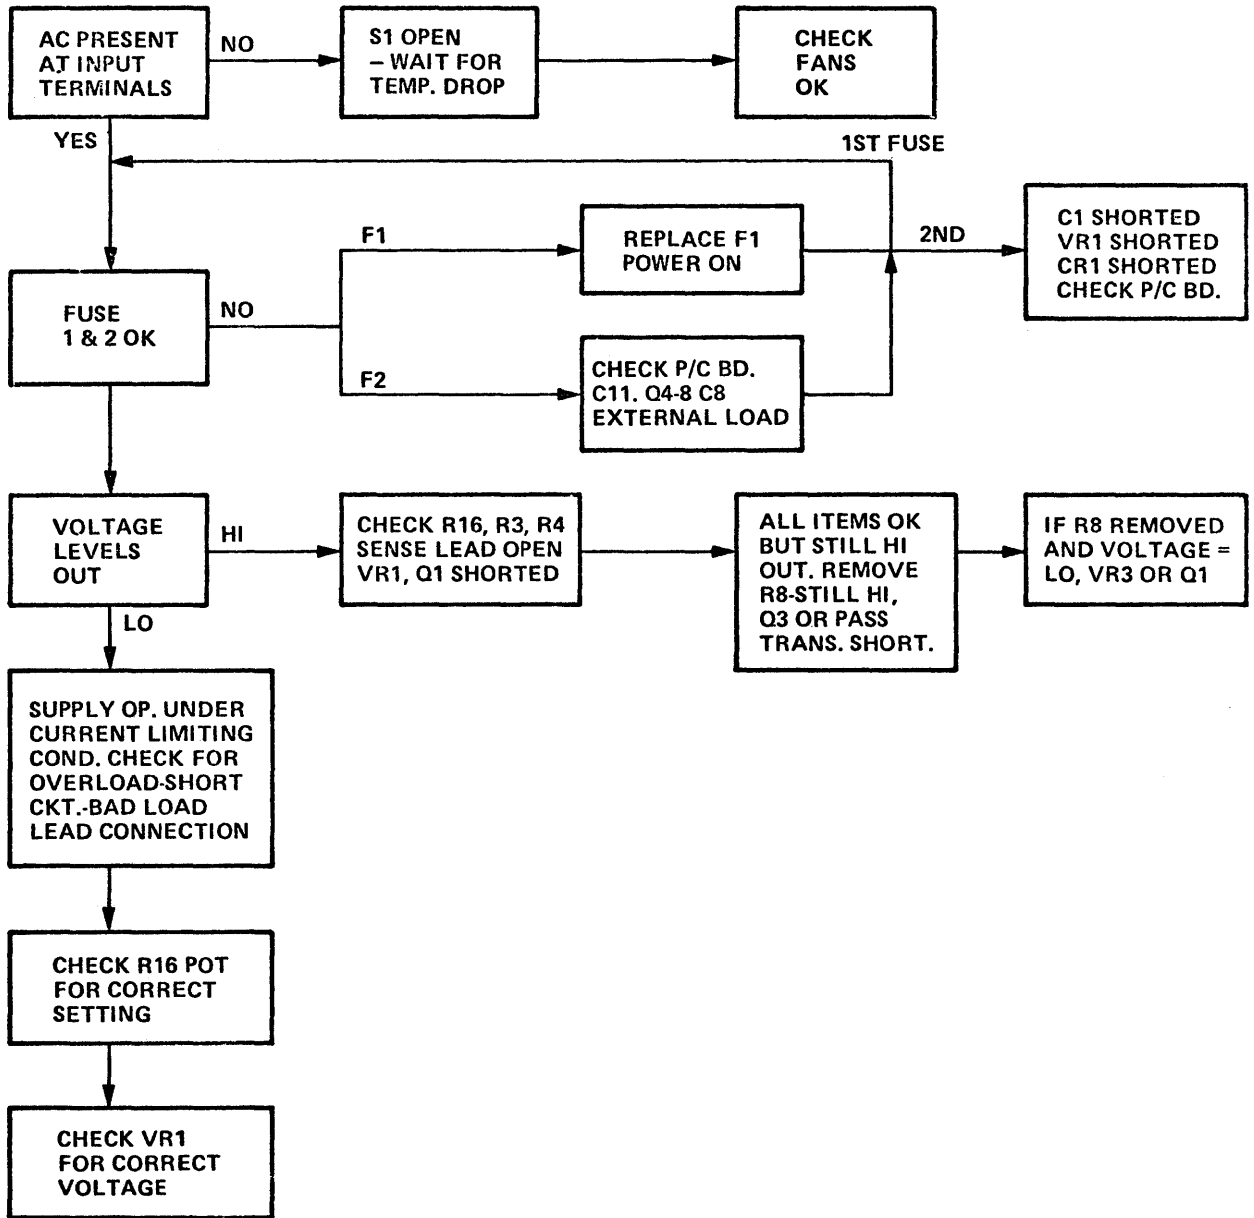 AC PRESENT
AT INPUT
TERMINALS
NO
S1 OPEN
– WAIT FOR
TEMP. DROP
CHECK
FANS
OK
YES
1ST FUSE
FUSE
1 & 2 OK
NO
F1
REPLACE F1
POWER ON
2ND
C1 SHORTED
VR1 SHORTED
CR1 SHORTED
CHECK P/C BD.
F2
CHECK P/C BD.
C11. Q4-8 C8
EXTERNAL LOAD
VOLTAGE
LEVELS
OUT
HI
CHECK R16, R3, R4
SENSE LEAD OPEN
VR1, Q1 SHORTED
ALL ITEMS OK
BUT STILL HI
OUT. REMOVE
R8-STILL HI,
Q3 OR PASS
TRANS. SHORT.
IF R8 REMOVED
AND VOLTAGE =
LO, VR3 OR Q1
LO
SUPPLY OP. UNDER
CURRENT LIMITING
COND. CHECK FOR
OVERLOAD-SHORT
CKT.-BAD LOAD
LEAD CONNECTION
CHECK R16 POT
FOR CORRECT
SETTING
CHECK VR1
FOR CORRECT
VOLTAGE